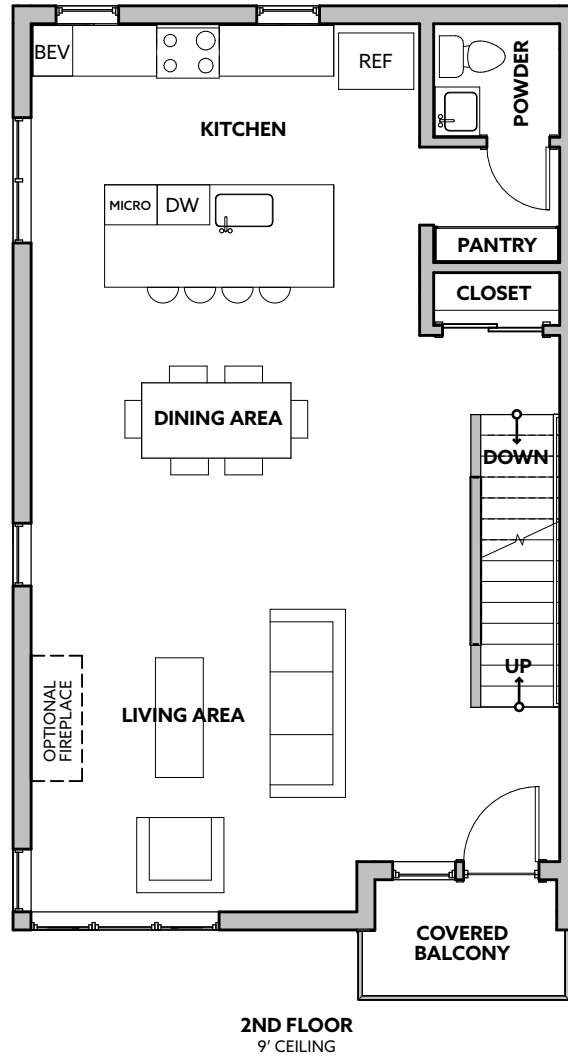 BEV
REF
KITCHEN
POWDER
MICRO
DW
PANTRY
CLOSET
DINING AREA
DOWN
UP
OPTIONAL
FIREPLACE
LIVING AREA
COVERED
BALCONY
2ND FLOOR
9' CEILING